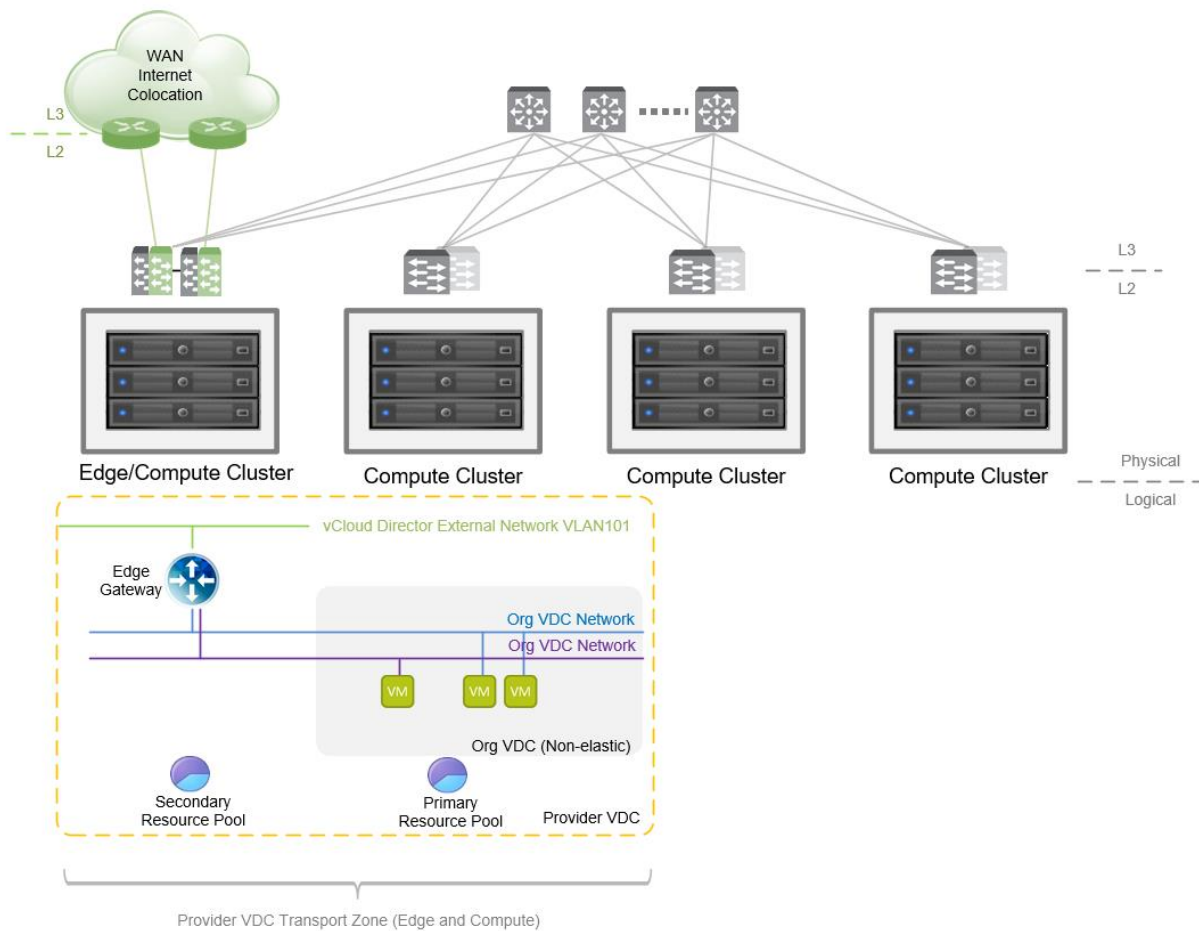 WAN
Internet
Colocation
L3
L2
L3
L2
Edge/Compute Cluster
Compute Cluster
Compute Cluster
Compute Cluster
Physical
Logical
vCloud Director External Network VLAN101
Edge
Gateway
Org VDC Network
Org VDC Network
VM
VM
VM
Org VDC (Non-elastic)
Secondary
Resource Pool
Primary
Resource Pool
Provider VDC
Provider VDC Transport Zone (Edge and Compute)